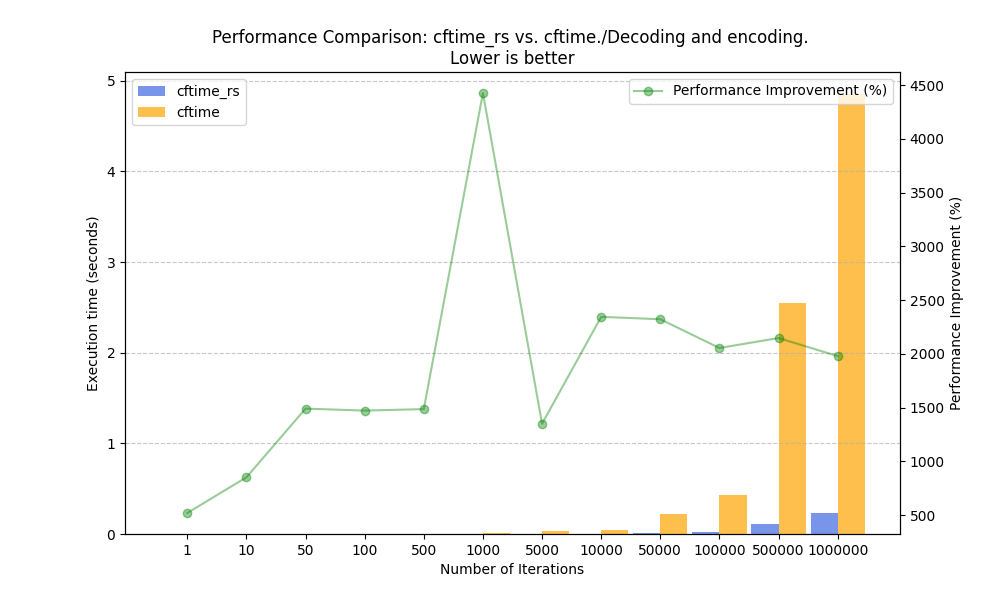 Performance Comparison: cftime_rs vs. cftime./Decoding and encoding.
Lower is better
cftime_rs
cftime
Performance Improvement (%)
5
4
3
2
1
0
Execution time (seconds)
4500
4000
3500
3000
2500
2000
1500
1000
500
Performance Improvement (%)
1 10 50 100 500 1000 5000 10000 50000 100000 500000 1000000
Number of Iterations